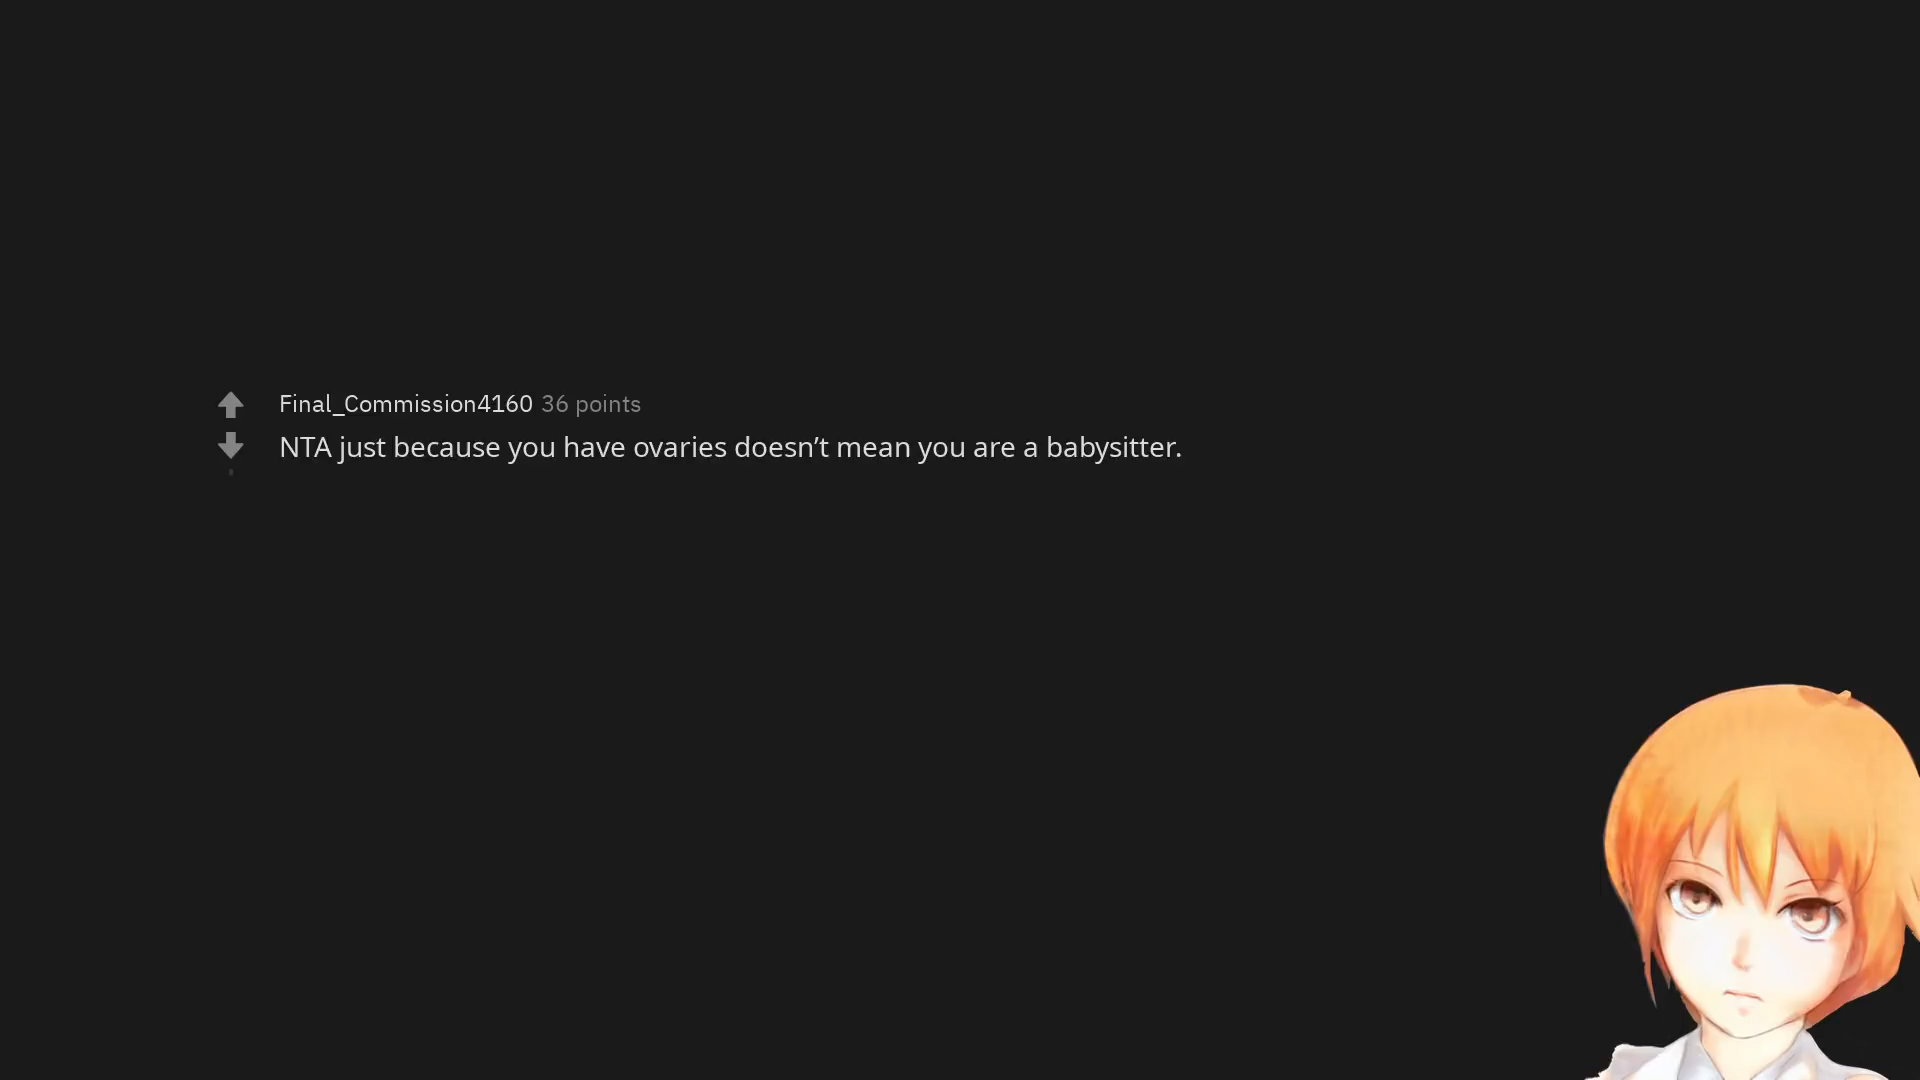 Final_Commission4160 36 points
NTA just because you have ovaries doesn’t mean you are a babysitter.